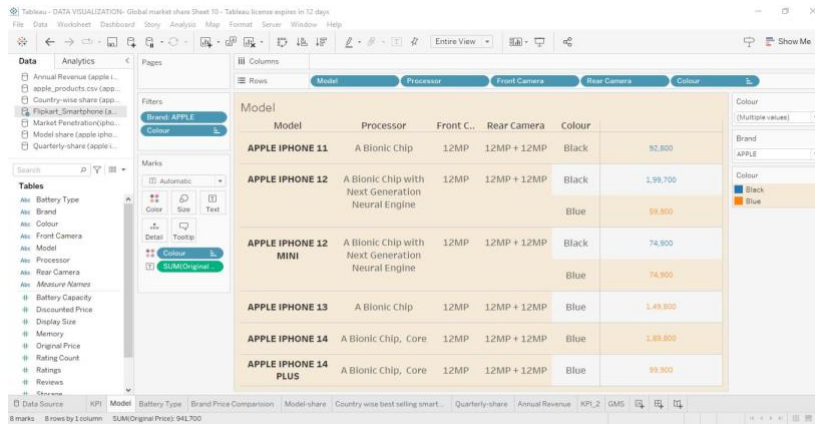 Tableau - DATA VISUALIZATION- Global market share Sheet 10 - Tableau license expires in 12 days
File Data Worksheet Dashboard Story Analysis Map Format Server Window Help
Entire View
Show Me
Data Analytics
Annual Revenue (apple i...
apple_products.csv (app...
Country-wise share (app...
Flipkart_Smartphone (a...
Market Penetration(ipho...
Model share (apple ipho...
Quarterly-share (apple i...
Search
Tables
Abc Battery Type
Abc Brand
Abc Colour
Abc Front Camera
Abc Model
Abc Processor
Abc Rear Camera
Abc Measure Names
# Battery Capacity
# Discounted Price
# Display Size
# Memory
# Original Price
# Rating Count
# Ratings
# Reviews
# Storage
Pages
Filters
Brand: APPLE
Colour
Marks
Automatic
Color Size Text
Detail Tooltip
Colour
SUM(Original ...
Columns
Rows Model Processor Front Camera Rear Camera Colour
Model
Model Processor Front C.. Rear Camera Colour
APPLE IPHONE 11 A Bionic Chip 12MP 12MP + 12MP Black 92,800
APPLE IPHONE 12 A Bionic Chip with 12MP 12MP + 12MP Black 1,99,700
Next Generation
Neural Engine
Blue 59,900
APPLE IPHONE 12 A Bionic Chip with 12MP 12MP + 12MP Black 74,900
MINI Next Generation
Neural Engine
Blue 74,900
APPLE IPHONE 13 A Bionic Chip 12MP 12MP + 12MP Blue 1,49,800
APPLE IPHONE 14 A Bionic Chip, Core 12MP 12MP + 12MP Blue
APPLE IPHONE 14 A Bionic Chip, Core 12MP 12MP + 12MP Blue 99,900
PLUS
Colour
(Multiple values)
Brand
APPLE
Colour
Black
Blue
Data Source KPI Model Battery Type Brand Price Comparision Model-share Country wise best selling smart... Quarterly-share Annual Revenue KPI_2 GMS
8 marks 8 rows by 1 column SUM(Original Price): 941,700